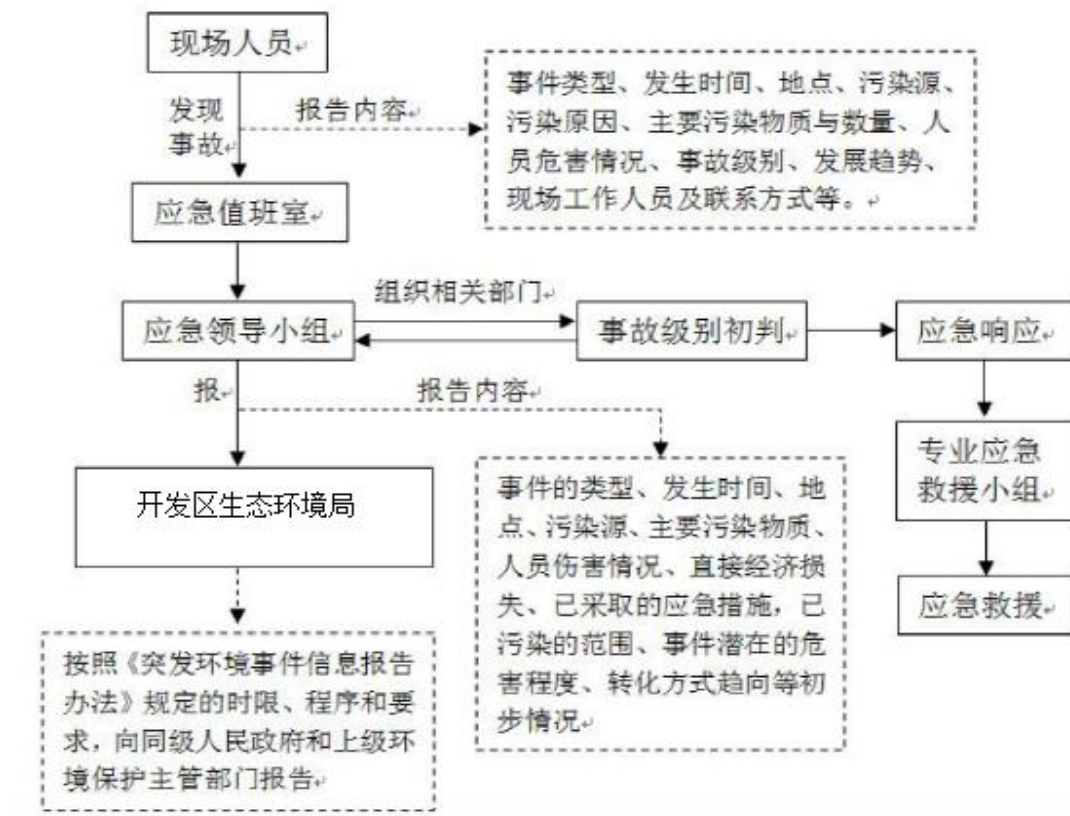 现场人员
发现
事故
报告内容
事件类型、发生时间、地点、污染源、
污染原因、主要污染物质与数量、人
员危害情况、事故级别、发展趋势、
现场工作人员及联系方式等。
应急值班室
组织相关部门
应急领导小组
事故级别初判
应急响应
报
报告内容
专业应急
救援小组
开发区生态环境局
事件的类型、发生时间、地
点、污染源、主要污染物质、
人员伤害情况、直接经济损
失、已采取的应急措施，已
污染的范围、事件潜在的危
害程度、转化方式趋向等初
步情况
应急救援
按照《突发环境事件信息报告
办法》规定的时限、程序和要
求，向同级人民政府和上级环
境保护主管部门报告